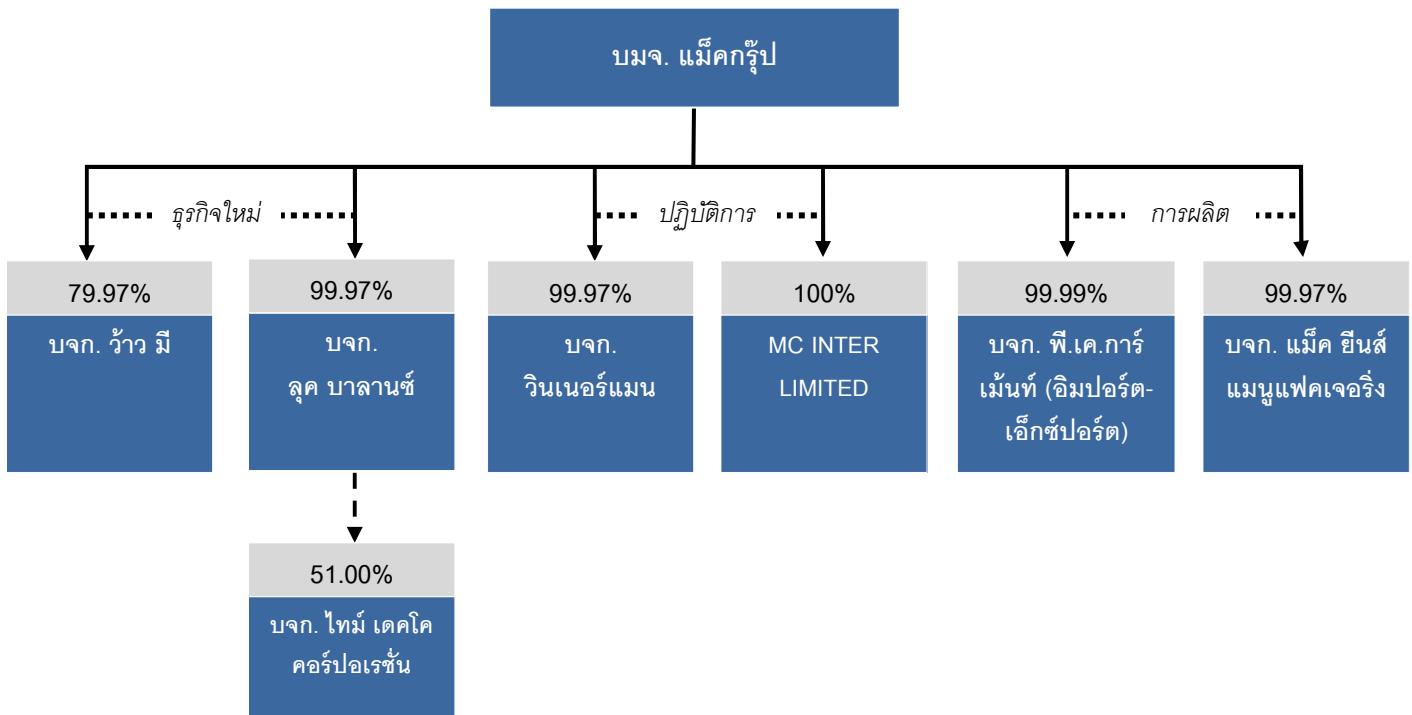 บมจ. แม็คกรุ๊ป
ธุรกิจใหม่
ปฏิบัติการ
การผลิต
79.97%
บจก. ว้าว มี
99.97%
บจก.
ลุค บาลานซ์
99.97%
บจก.
วินเนอร์แมน
100%
MC INTER
LIMITED
99.99%
บจก. พี.เค.การ์
เม้นท์ (อิมปอร์ต-
เอ็กซ์ปอร์ต)
99.97%
บจก. แม็ค ยีนส์
แมนูแฟคเจอริ่ง
51.00%
บจก. ไทม์ เดคโค
คอร์ปอเรชั่น